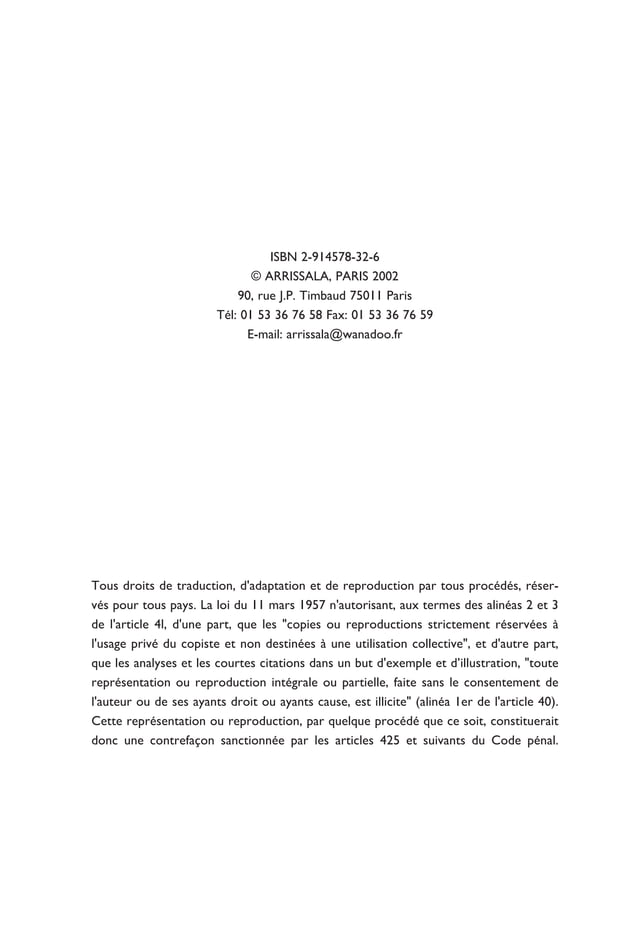 ISBN 2-914578-32-6
© ARRISSALA, PARIS 2002
90, rue J.P. Timbaud 75011 Paris
Tél: 01 53 36 76 58 Fax: 01 53 36 76 59
E-mail: arrissala@wanadoo.fr
Tous droits de traduction, d'adaptation et de reproduction par tous procédés, réser-
vés pour tous pays. La loi du 11 mars 1957 n'autorisant, aux termes des alinéas 2 et 3
de l'article 4l, d'une part, que les "copies ou reproductions strictement réservées à
l'usage privé du copiste et non destinées à une utilisation collective", et d'autre part,
que les analyses et les courtes citations dans un but d'exemple et d’illustration, "toute
représentation ou reproduction intégrale ou partielle, faite sans le consentement de
l'auteur ou de ses ayants droit ou ayants cause, est illicite" (alinéa 1er de l'article 40).
Cette représentation ou reproduction, par quelque procédé que ce soit, constituerait
donc une contrefaçon sanctionnée par les articles 425 et suivants du Code pénal.